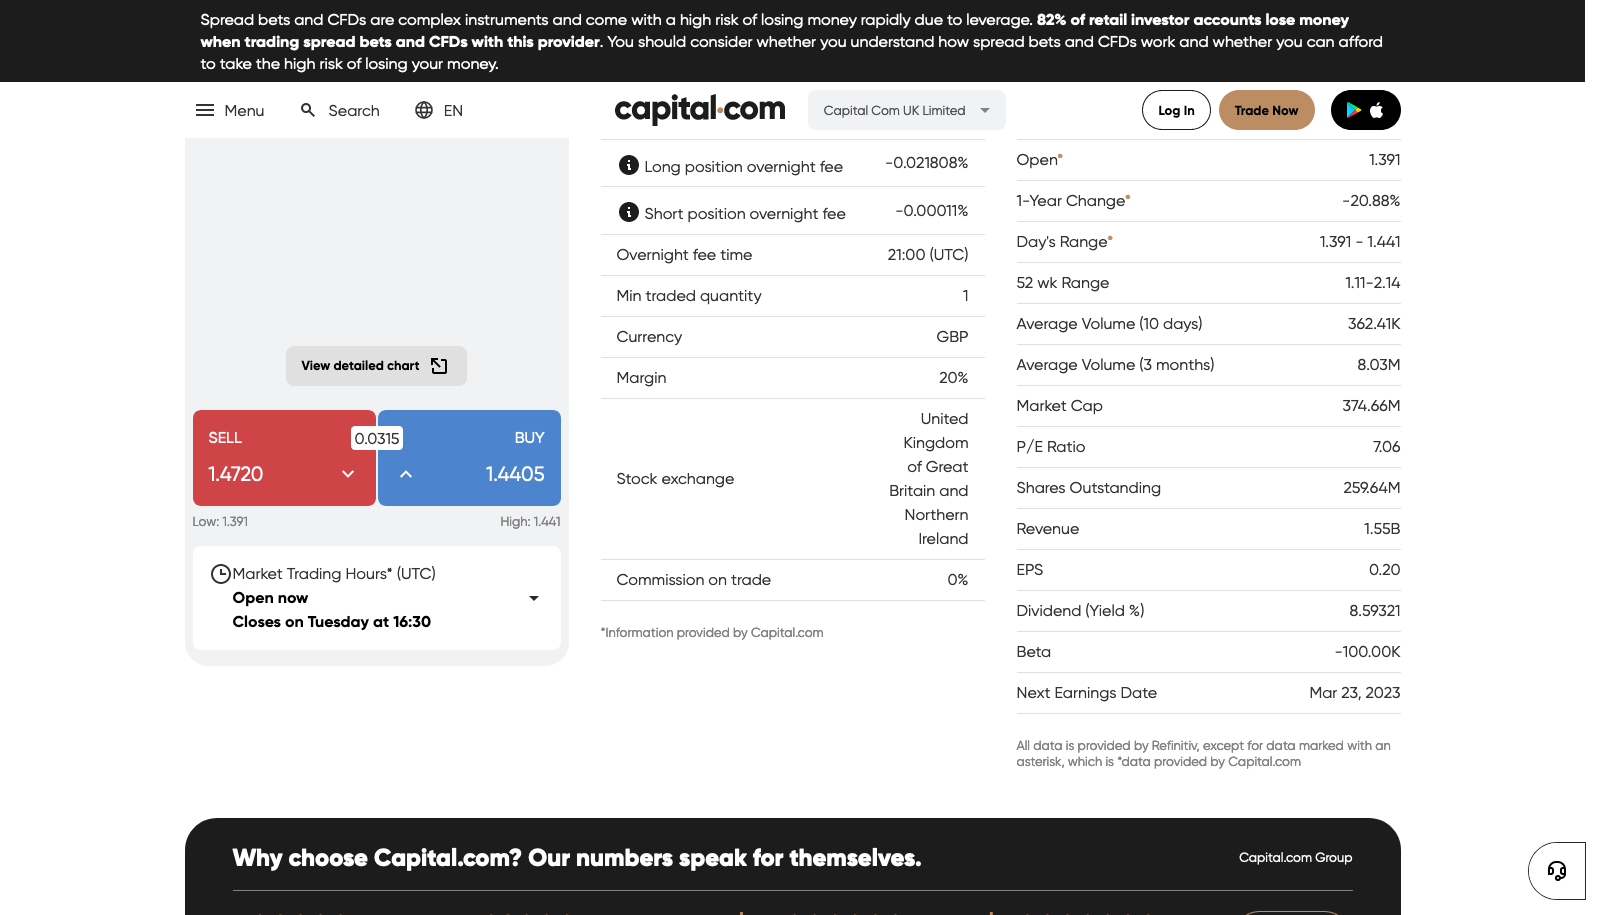 Spread bets and CFDs are complex instruments and come with a high risk of losing money rapidly due to leverage. 82% of retail investor accounts lose money
when trading spread bets and CFDs with this provider. You should consider whether you understand how spread bets and CFDs work and whether you can afford
to take the high risk of losing your money.
Menu Search EN capital.com Capital Com UK Limited Log In Trade Now
View detailed chart
SELL 0.0315 BUY
1.4720 1.4405
Low: 1.391 High: 1.441
Market Trading Hours* (UTC)
Open now
Closes on Tuesday at 16:30
Long position overnight fee -0.021808%
Short position overnight fee -0.00011%
Overnight fee time 21:00 (UTC)
Min traded quantity 1
Currency GBP
Margin 20%
Stock exchange United
Kingdom
of Great
Britain and
Northern
Ireland
Commission on trade 0%
*Information provided by Capital.com
Open* 1.391
1-Year Change* -20.88%
Day's Range* 1.391 - 1.441
52 wk Range 1.11-2.14
Average Volume (10 days) 362.41K
Average Volume (3 months) 8.03M
Market Cap 374.66M
P/E Ratio 7.06
Shares Outstanding 259.64M
Revenue 1.55B
EPS 0.20
Dividend (Yield %) 8.59321
Beta -100.00K
Next Earnings Date Mar 23, 2023
All data is provided by Refinitiv, except for data marked with an
asterisk, which is *data provided by Capital.com
Why choose Capital.com? Our numbers speak for themselves. Capital.com Group